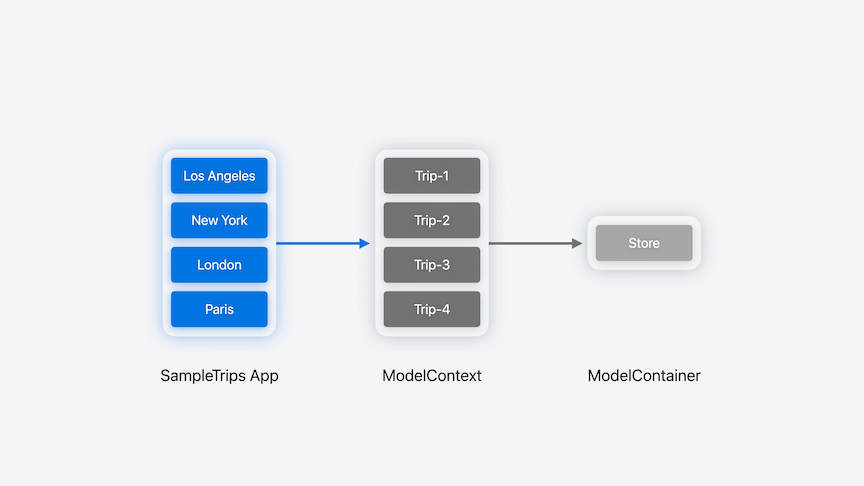 Los Angeles
New York
London
Paris
SampleTrips App
Trip-1
Trip-2
Trip-3
Trip-4
ModelContext
Store
ModelContainer